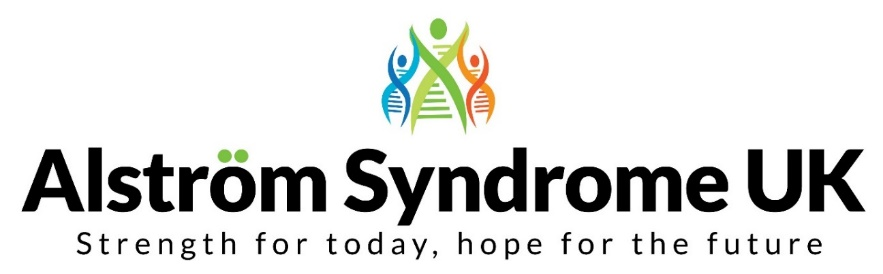 Alström Syndrome UK
Strength for today, hope for the future